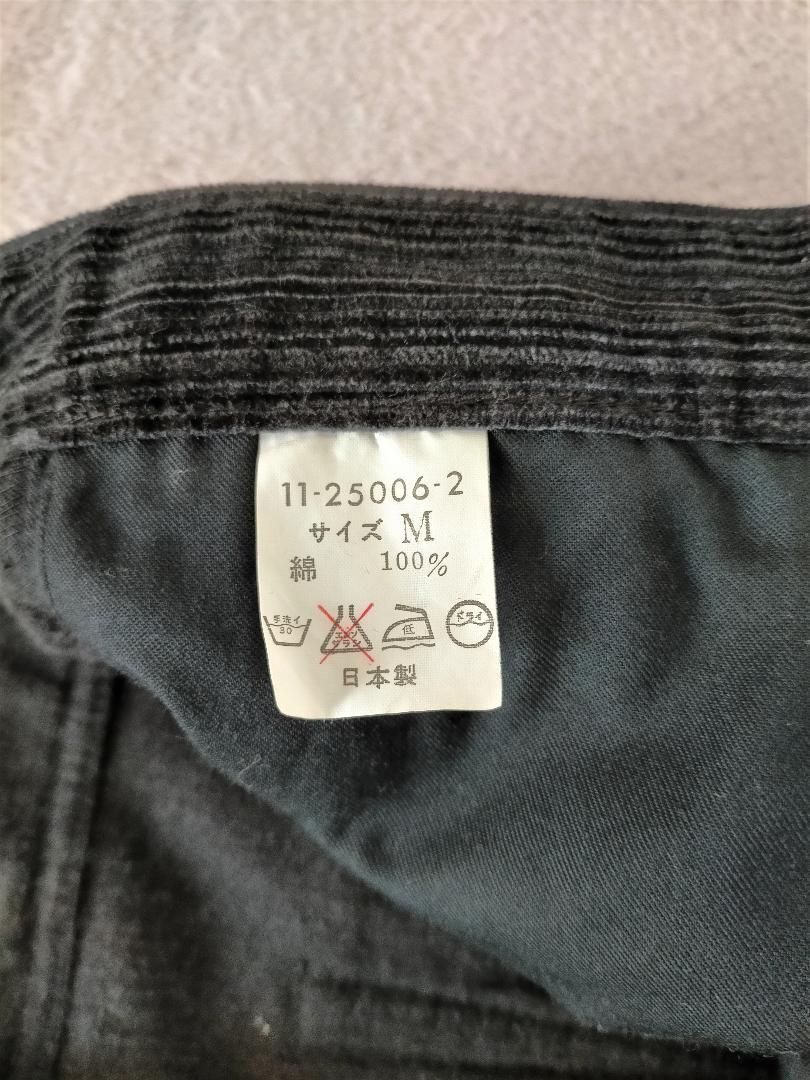 11-25006-2
サイズ M
綿 100%
手洗イ 30 エンソ サラシ 低 ドライ
日本製